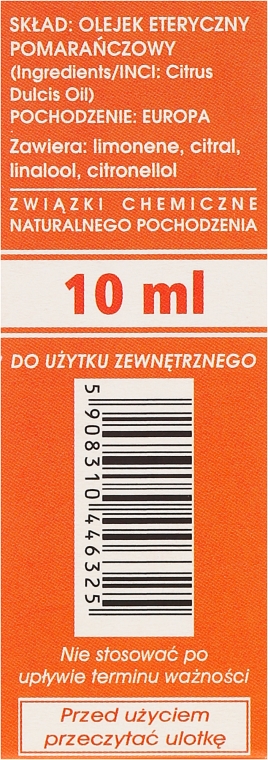 SKŁAD: OLEJEK ETERYCZNY
POMARAŃCZOWY
(Ingredients/INCI: Citrus
Dulcis Oil)
POCHODZENIE: EUROPA
Zawiera: limonene, citral,
linalool, citronellol
ZWIĄZKI CHEMICZNE
NATURALNEGO POCHODZENIA
10 ml
DO UŻYTKU ZEWNĘTRZNEGO
5 908310 446325
Nie stosować po
upływie terminu ważności
Przed użyciem
przeczytać ulotkę